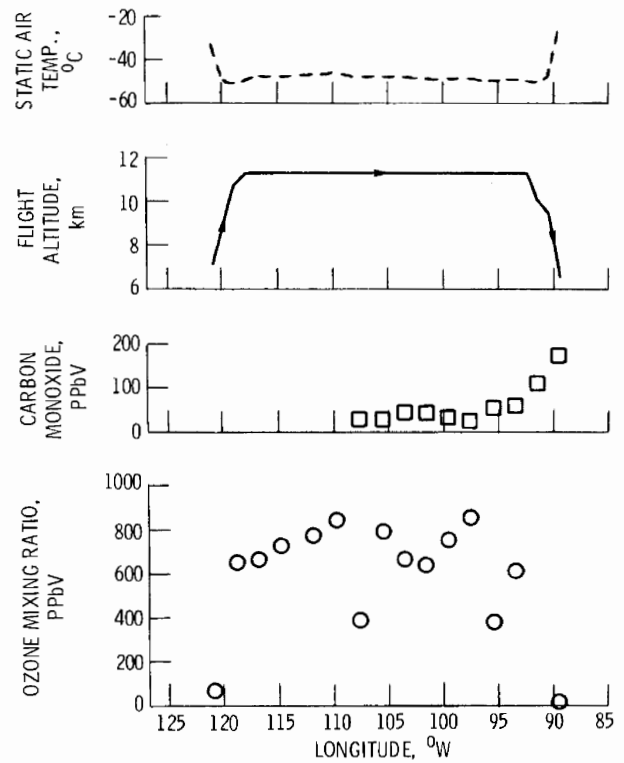 STATIC AIR
TEMP.,
⁰C
-20
-40
-60
FLIGHT
ALTITUDE,
km
12
10
8
6
CARBON
MONOXIDE,
PPbV
200
100
0
OZONE MIXING RATIO,
PPbV
1000
800
600
400
200
0
125 120 115 110 105 100 95 90 85
LONGITUDE, ⁰W